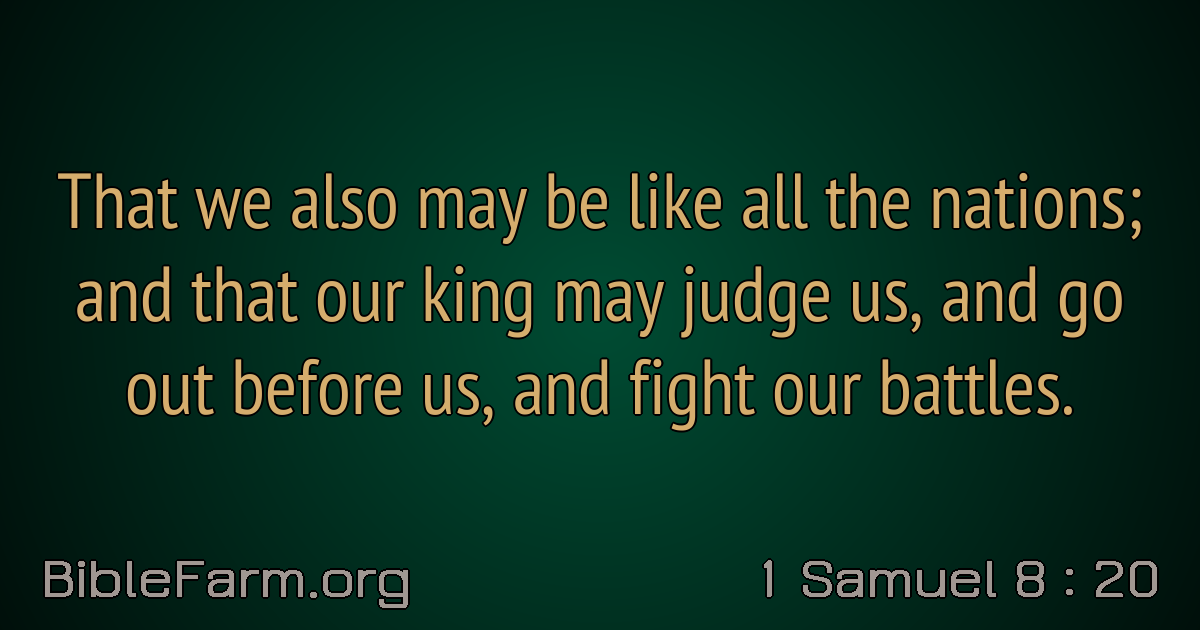 That we also may be like all the nations;
and that our king may judge us, and go
out before us, and fight our battles.
BibleFarm.org
1 Samuel 8 : 20